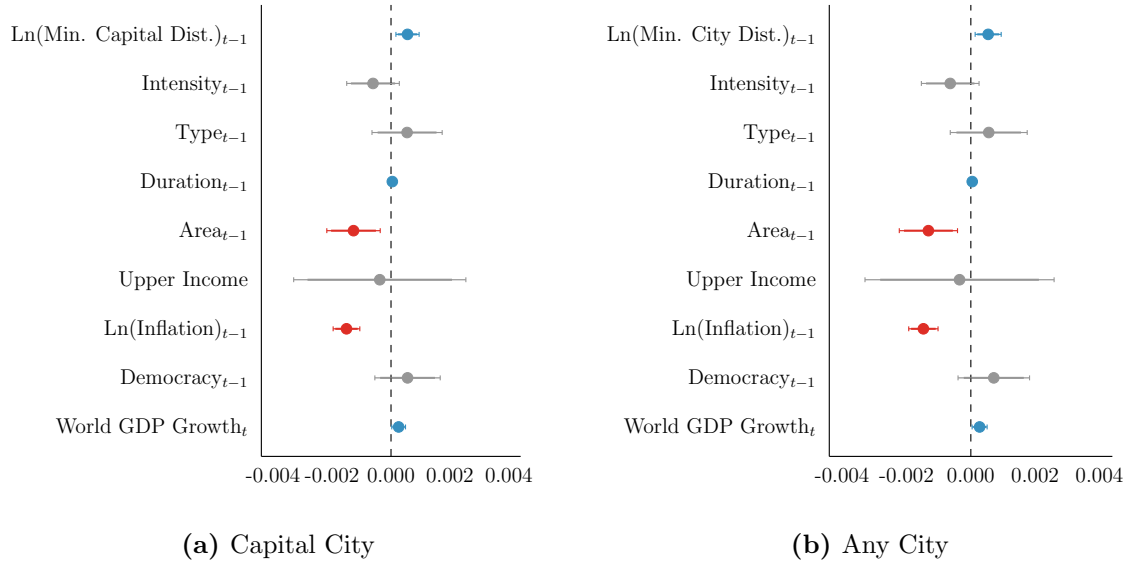 Ln(Min. Capital Dist.)t−1
Intensityt−1
Typet−1
Durationt−1
Areat−1
Upper Income
Ln(Inflation)t−1
Democracyt−1
World GDP Growtht
-0.004 -0.002 0.000 0.002 0.004
(a) Capital City
Ln(Min. City Dist.)t−1
Intensityt−1
Typet−1
Durationt−1
Areat−1
Upper Income
Ln(Inflation)t−1
Democracyt−1
World GDP Growtht
-0.004 -0.002 0.000 0.002 0.004
(b) Any City